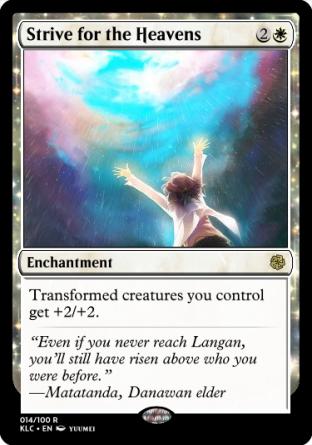 Strive for the Heavens 2
Enchantment
Transformed creatures you control
get +2/+2.
“Even if you never reach Langan,
you’ll still have risen above who
you were before.”
—Matatanda, Danawan elder
014/100 R
KLC • EN YUUMEI